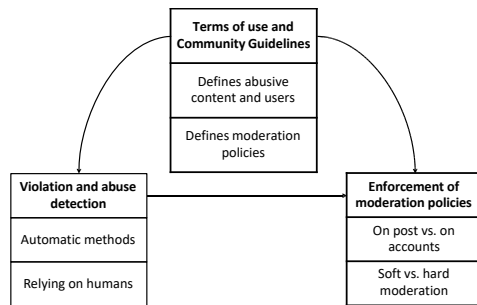 Terms of use and
Community Guidelines
Defines abusive
content and users
Defines moderation
policies
Violation and abuse
detection
Automatic methods
Relying on humans
Enforcement of
moderation policies
On post vs. on
accounts
Soft vs. hard
moderation